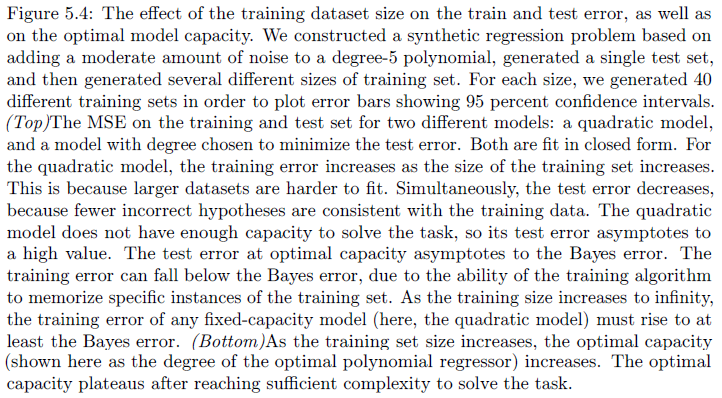 Figure 5.4: The effect of the training dataset size on the train and test error, as well as
on the optimal model capacity. We constructed a synthetic regression problem based on
adding a moderate amount of noise to a degree-5 polynomial, generated a single test set,
and then generated several different sizes of training set. For each size, we generated 40
different training sets in order to plot error bars showing 95 percent confidence intervals.
(Top)The MSE on the training and test set for two different models: a quadratic model,
and a model with degree chosen to minimize the test error. Both are fit in closed form. For
the quadratic model, the training error increases as the size of the training set increases.
This is because larger datasets are harder to fit. Simultaneously, the test error decreases,
because fewer incorrect hypotheses are consistent with the training data. The quadratic
model does not have enough capacity to solve the task, so its test error asymptotes to
a high value. The test error at optimal capacity asymptotes to the Bayes error. The
training error can fall below the Bayes error, due to the ability of the training algorithm
to memorize specific instances of the training set. As the training size increases to infinity,
the training error of any fixed-capacity model (here, the quadratic model) must rise to at
least the Bayes error. (Bottom)As the training set size increases, the optimal capacity
(shown here as the degree of the optimal polynomial regressor) increases. The optimal
capacity plateaus after reaching sufficient complexity to solve the task.